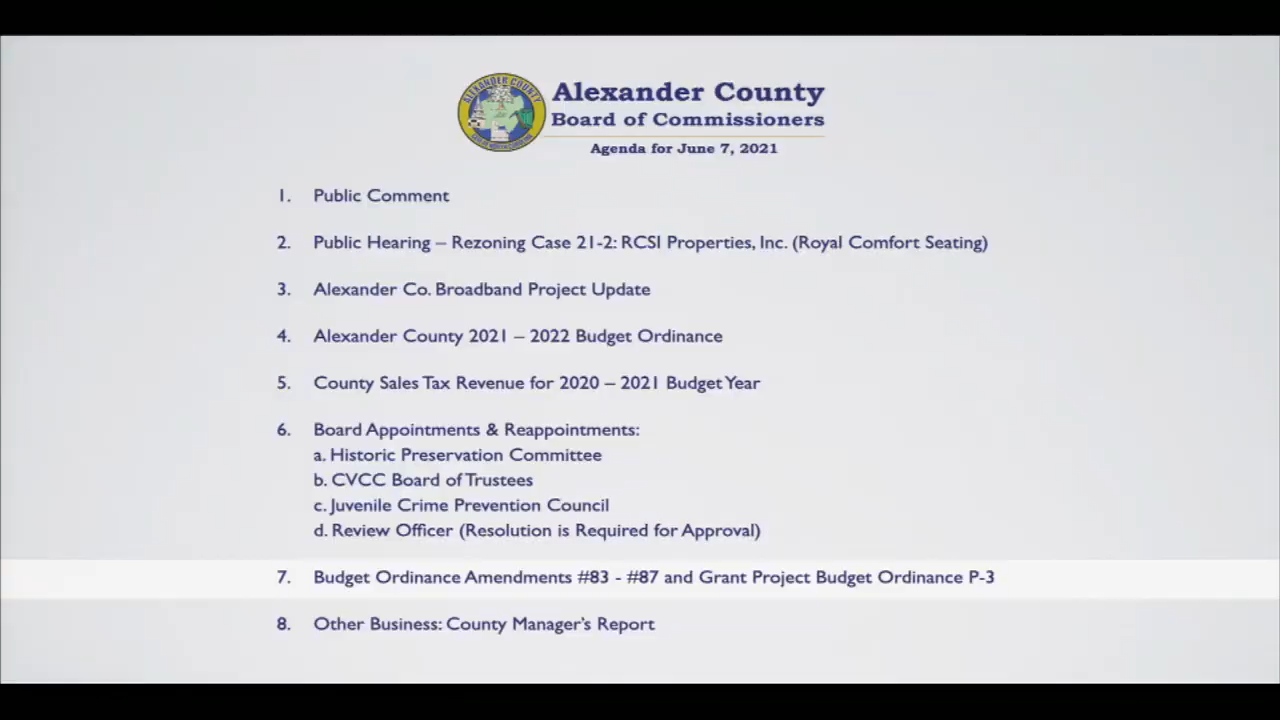 ALEXANDER COUNTY
Alexander County
Board of Commissioners
Agenda for June 7, 2021
1. Public Comment
2. Public Hearing – Rezoning Case 21-2: RCSI Properties, Inc. (Royal Comfort Seating)
3. Alexander Co. Broadband Project Update
4. Alexander County 2021 – 2022 Budget Ordinance
5. County Sales Tax Revenue for 2020 – 2021 Budget Year
6. Board Appointments & Reappointments:
a. Historic Preservation Committee
b. CVCC Board of Trustees
c. Juvenile Crime Prevention Council
d. Review Officer (Resolution is Required for Approval)
7. Budget Ordinance Amendments #83 - #87 and Grant Project Budget Ordinance P-3
8. Other Business: County Manager’s Report